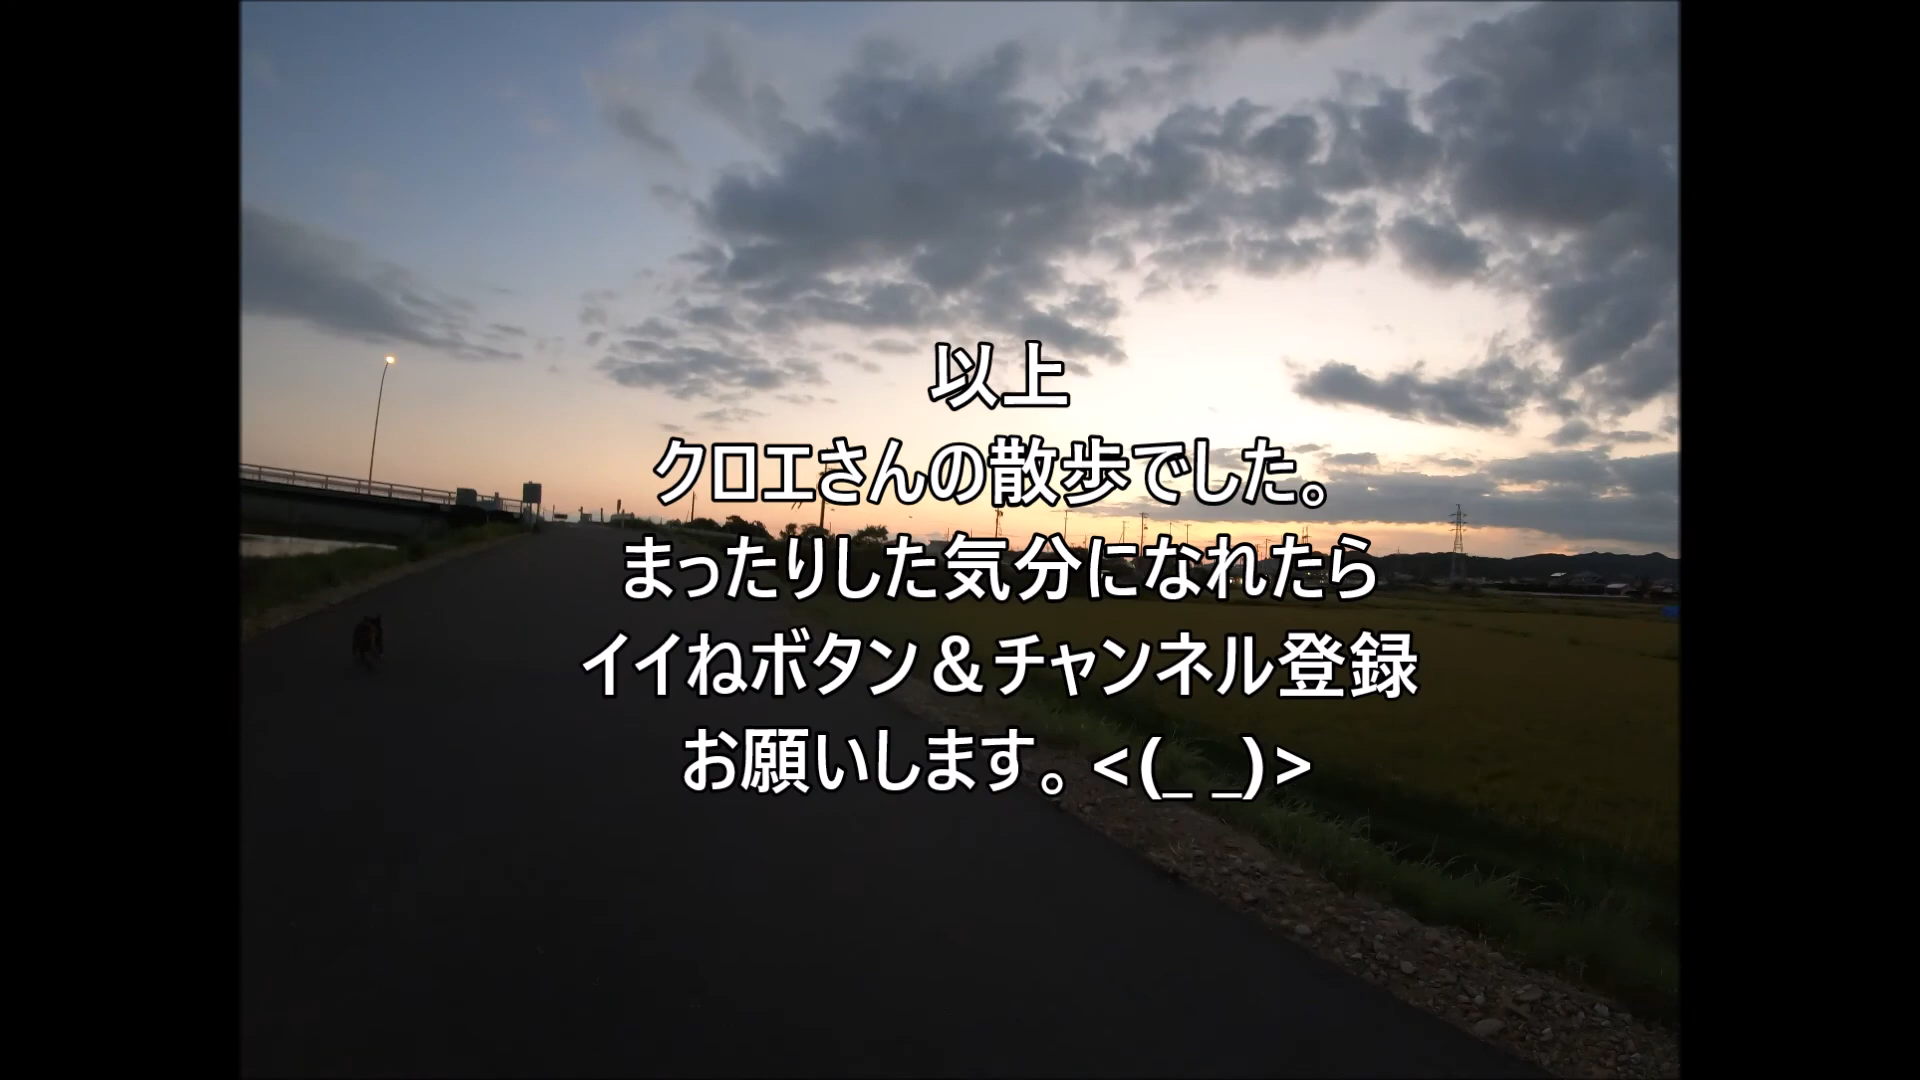 以上
クロエさんの散歩でした。
まったりした気分になれたら
イイねボタン＆チャンネル登録
お願いします。<(_ _)>